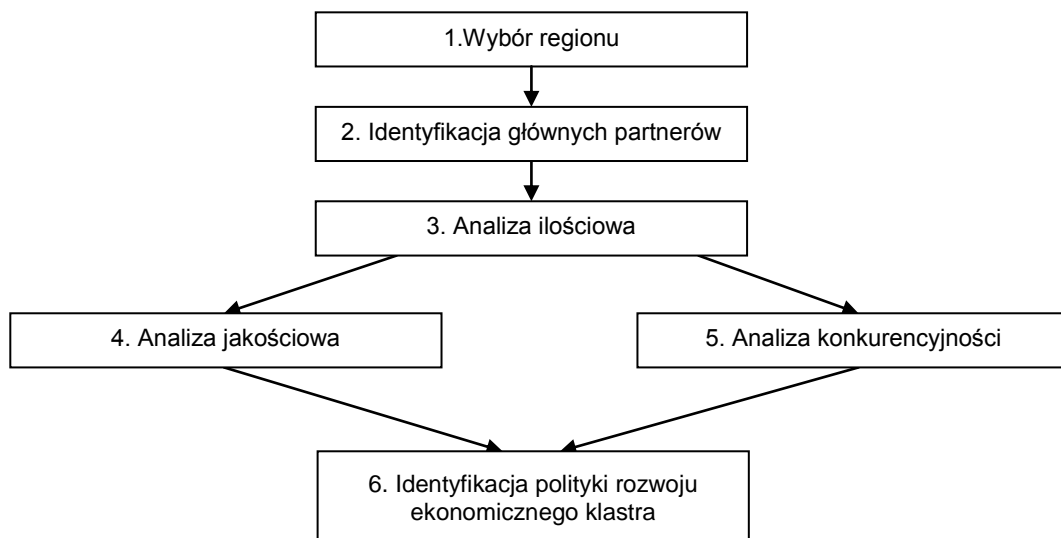 1.Wybór regionu
2. Identyfikacja głównych partnerów
3. Analiza ilościowa
4. Analiza jakościowa
5. Analiza konkurencyjności
6. Identyfikacja polityki rozwoju
ekonomicznego klastra